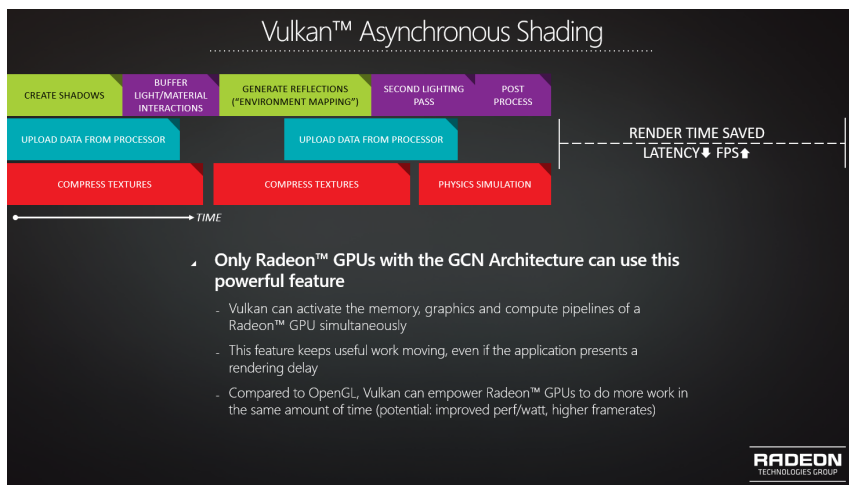 Vulkan™ Asynchronous Shading
CREATE SHADOWS
BUFFER
LIGHT/MATERIAL
INTERACTIONS
GENERATE REFLECTIONS
("ENVIRONMENT MAPPING")
SECOND LIGHTING
PASS
POST
PROCESS
UPLOAD DATA FROM PROCESSOR
UPLOAD DATA FROM PROCESSOR
RENDER TIME SAVED
LATENCY⬇ FPS⬆
COMPRESS TEXTURES
COMPRESS TEXTURES
PHYSICS SIMULATION
TIME
Only Radeon™ GPUs with the GCN Architecture can use this
powerful feature
- Vulkan can activate the memory, graphics and compute pipelines of a
Radeon™ GPU simultaneously
- This feature keeps useful work moving, even if the application presents a
rendering delay
- Compared to OpenGL, Vulkan can empower Radeon™ GPUs to do more work in
the same amount of time (potential: improved perf/watt, higher framerates)
RADEON
TECHNOLOGIES GROUP